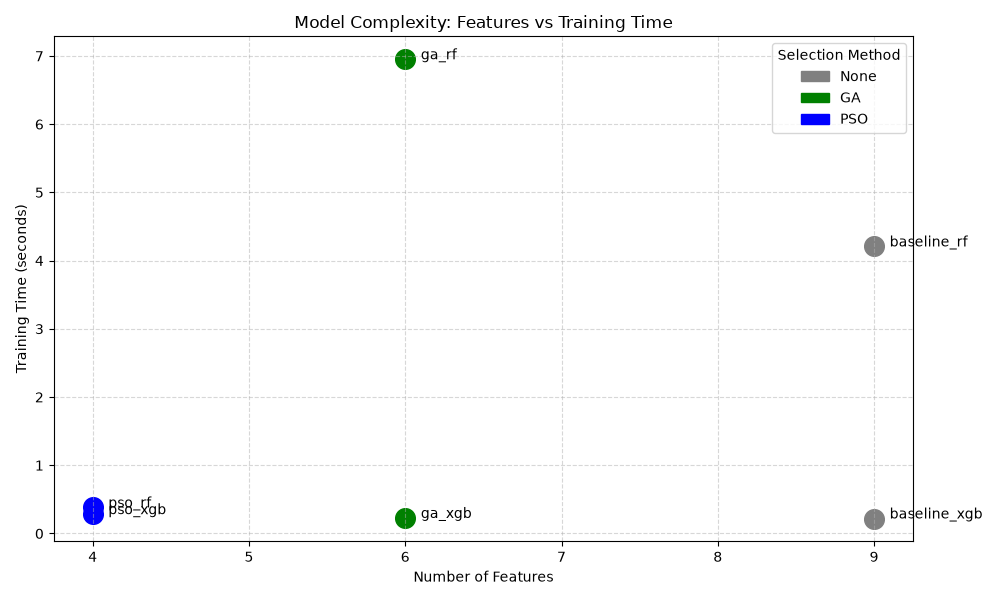 Model Complexity: Features vs Training Time
Selection Method
None
GA
PSO
ga_rf
baseline_rf
pso_rf
pso_xgb
ga_xgb
baseline_xgb
Training Time (seconds)
7
6
5
4
3
2
1
0
4 5 6 7 8 9
Number of Features